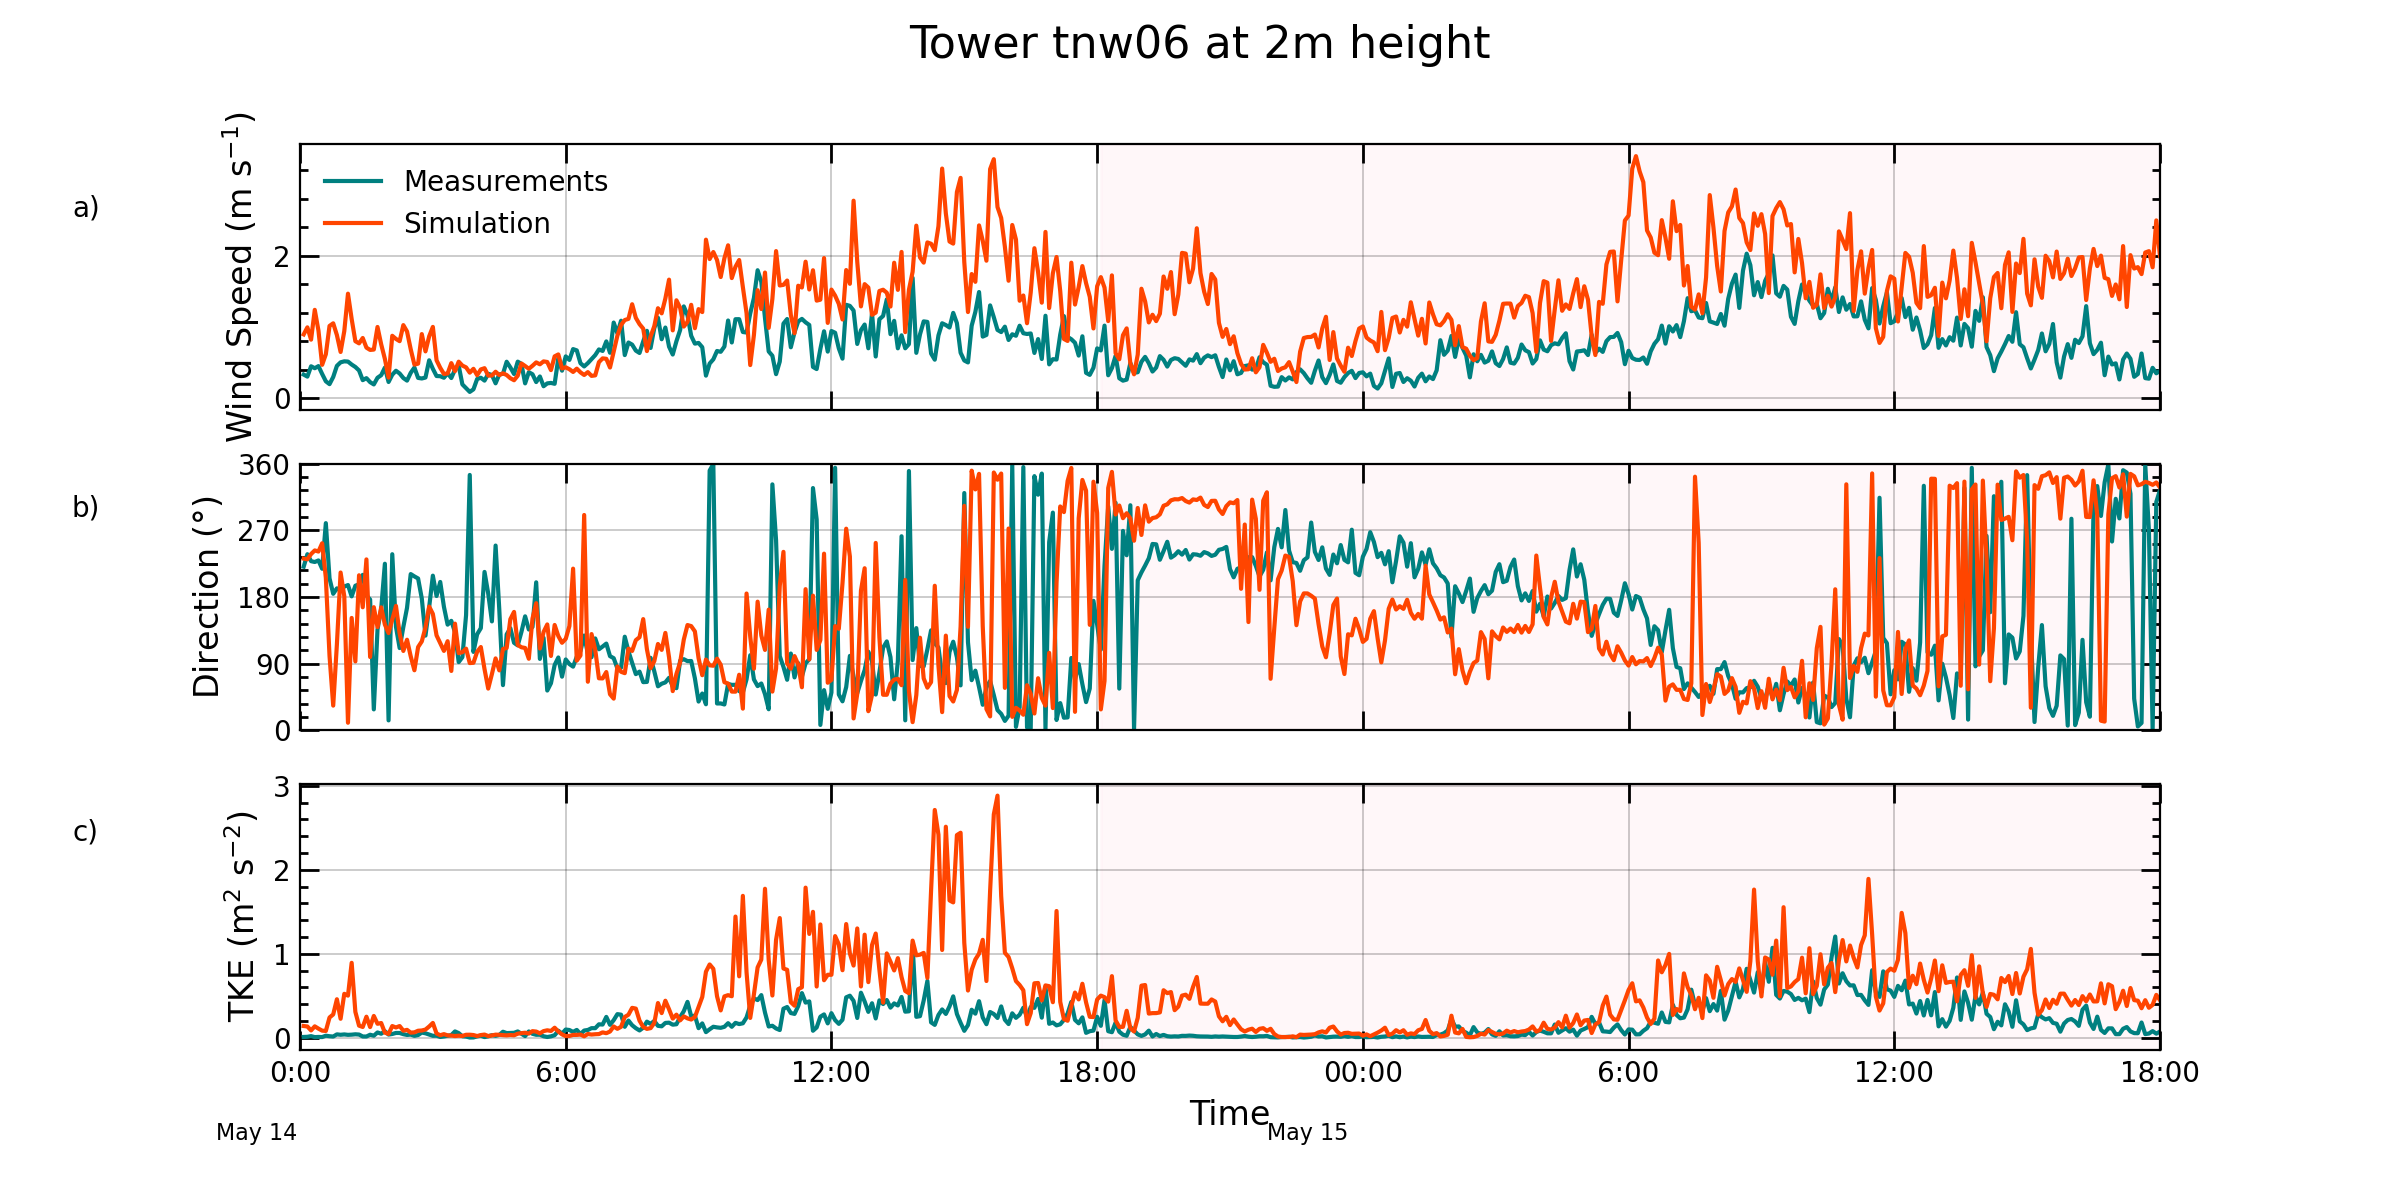 Tower tnw06 at 2m height
a)
Wind Speed (m s⁻¹)
2
0
Measurements
Simulation
b)
Direction (°)
360
270
180
90
0
c)
TKE (m² s⁻²)
3
2
1
0
0:00 6:00 12:00 18:00 00:00 6:00 12:00 18:00
Time
May 14 May 15